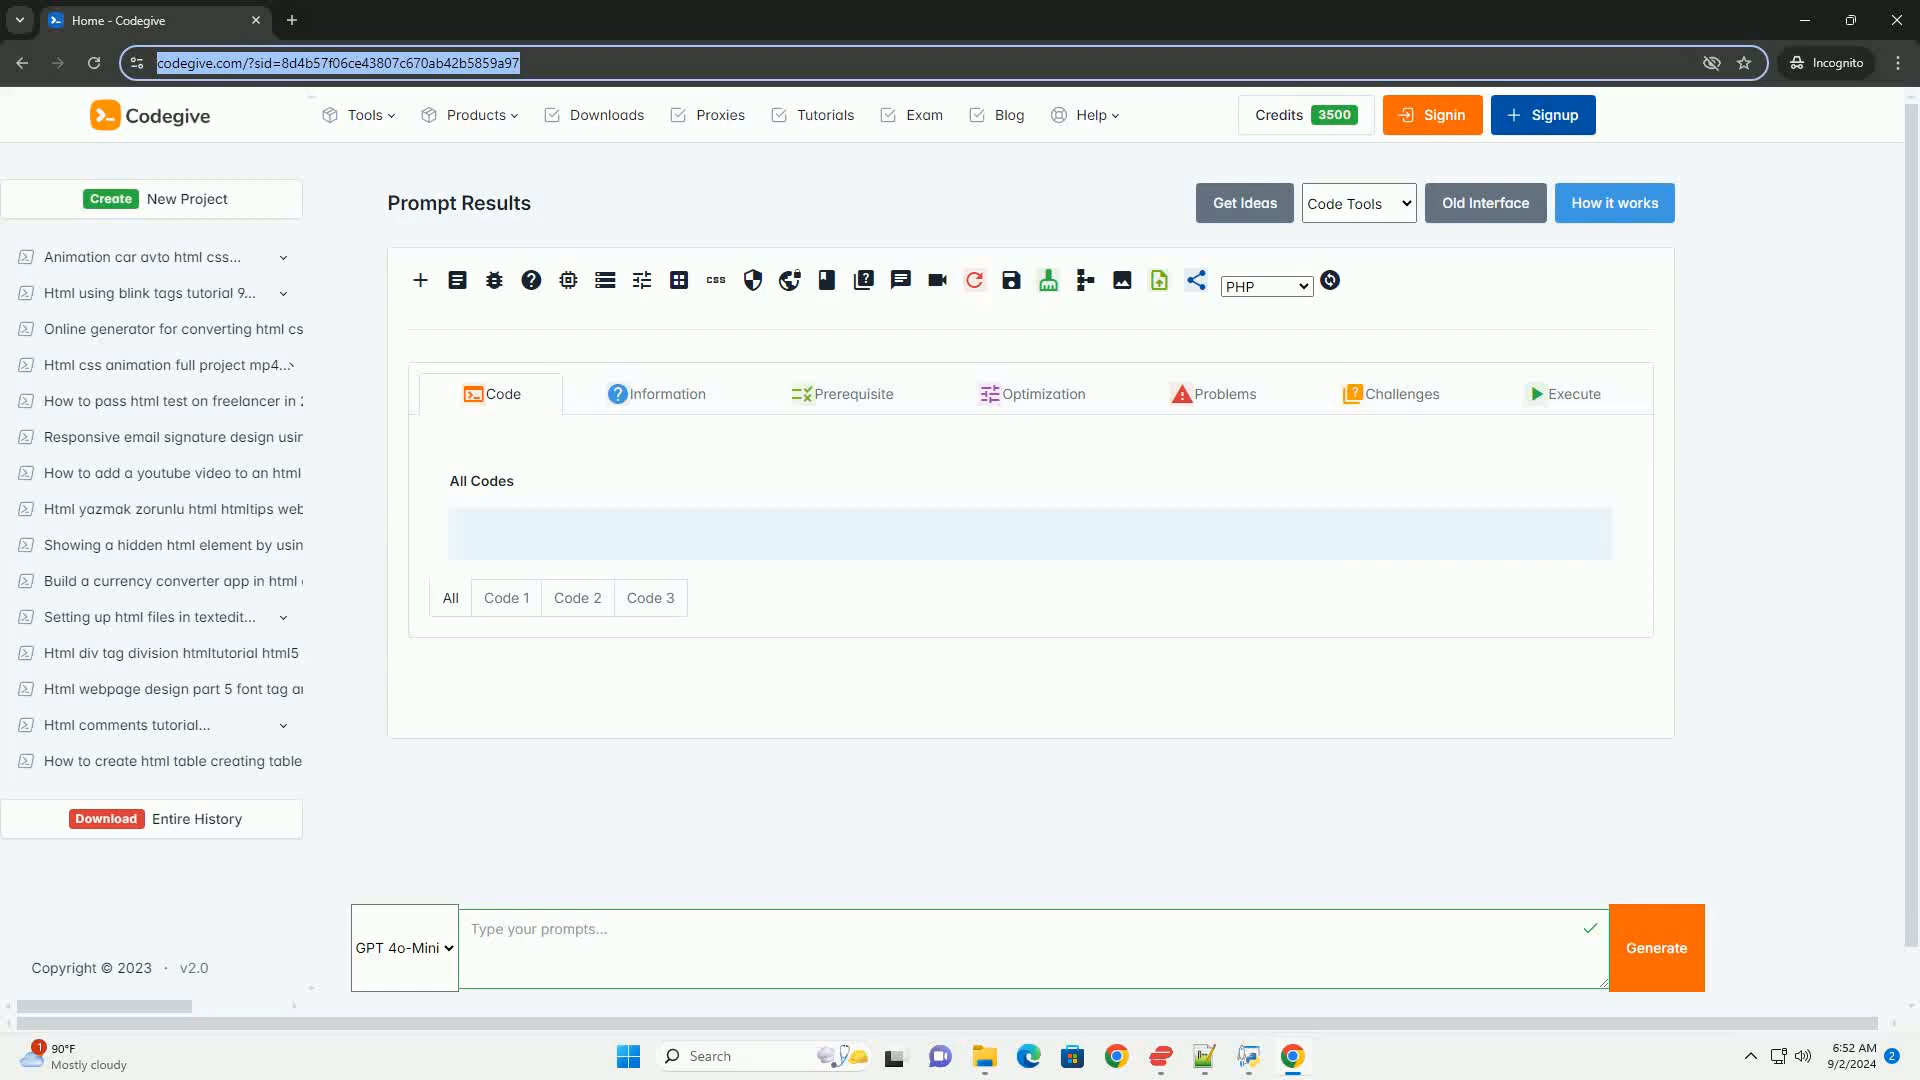 Home - Codegive
codegive.com/?sid=8d4b57f06ce43807c670ab42b5859a97
Incognito
Codegive
Tools
Products
Downloads
Proxies
Tutorials
Exam
Blog
Help
Credits 3500
Signin
Signup
Create New Project
Prompt Results
Get Ideas
Code Tools
Old Interface
How it works
Animation car avto html css...
Html using blink tags tutorial 9...
Online generator for converting html cs
Html css animation full project mp4...
How to pass html test on freelancer in 2
Responsive email signature design usin
How to add a youtube video to an html
Html yazmak zorunlu html htmltips web
Showing a hidden html element by usin
Build a currency converter app in html
Setting up html files in textedit...
Html div tag division htmltutorial html5
Html webpage design part 5 font tag a
Html comments tutorial...
How to create html table creating table
Download Entire History
CSS
PHP
Code
Information
Prerequisite
Optimization
Problems
Challenges
Execute
All Codes
All
Code 1
Code 2
Code 3
GPT 4o-Mini
Type your prompts...
Generate
Copyright © 2023 · v2.0
1
90°F
Mostly cloudy
Search
6:52 AM
9/2/2024
2